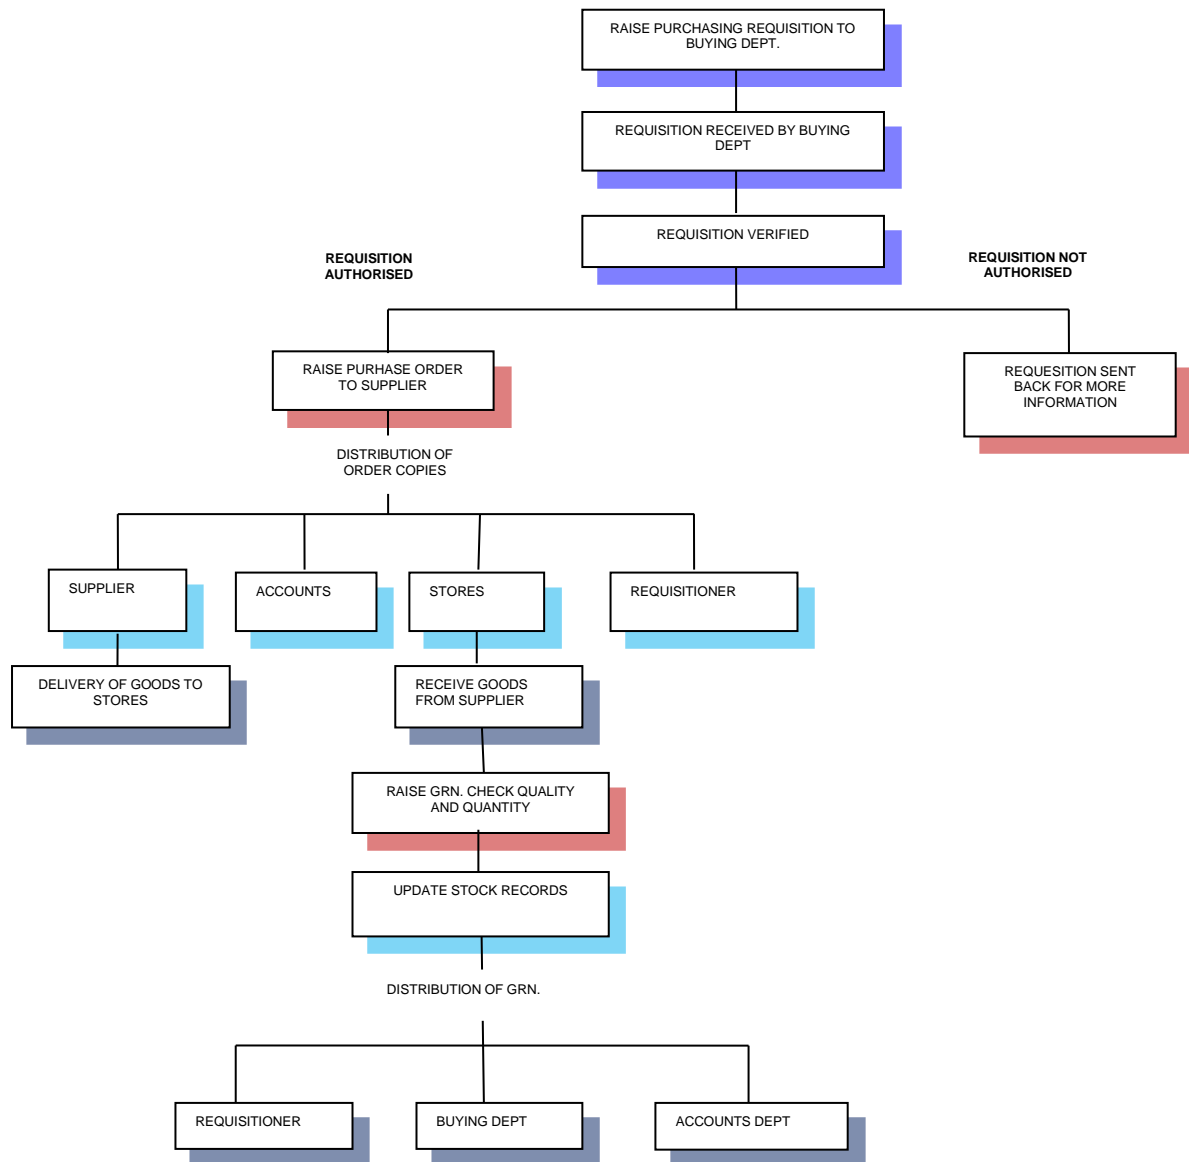 RAISE PURCHASING REQUISITION TO
BUYING DEPT.
REQUISITION RECEIVED BY BUYING
DEPT
REQUISITION VERIFIED
REQUISITION
AUTHORISED
REQUISITION NOT
AUTHORISED
RAISE PURHASE ORDER
TO SUPPLIER
REQUESITION SENT
BACK FOR MORE
INFORMATION
DISTRIBUTION OF
ORDER COPIES
SUPPLIER
ACCOUNTS
STORES
REQUISITIONER
DELIVERY OF GOODS TO
STORES
RECEIVE GOODS
FROM SUPPLIER
RAISE GRN. CHECK QUALITY
AND QUANTITY
UPDATE STOCK RECORDS
DISTRIBUTION OF GRN.
REQUISITIONER
BUYING DEPT
ACCOUNTS DEPT